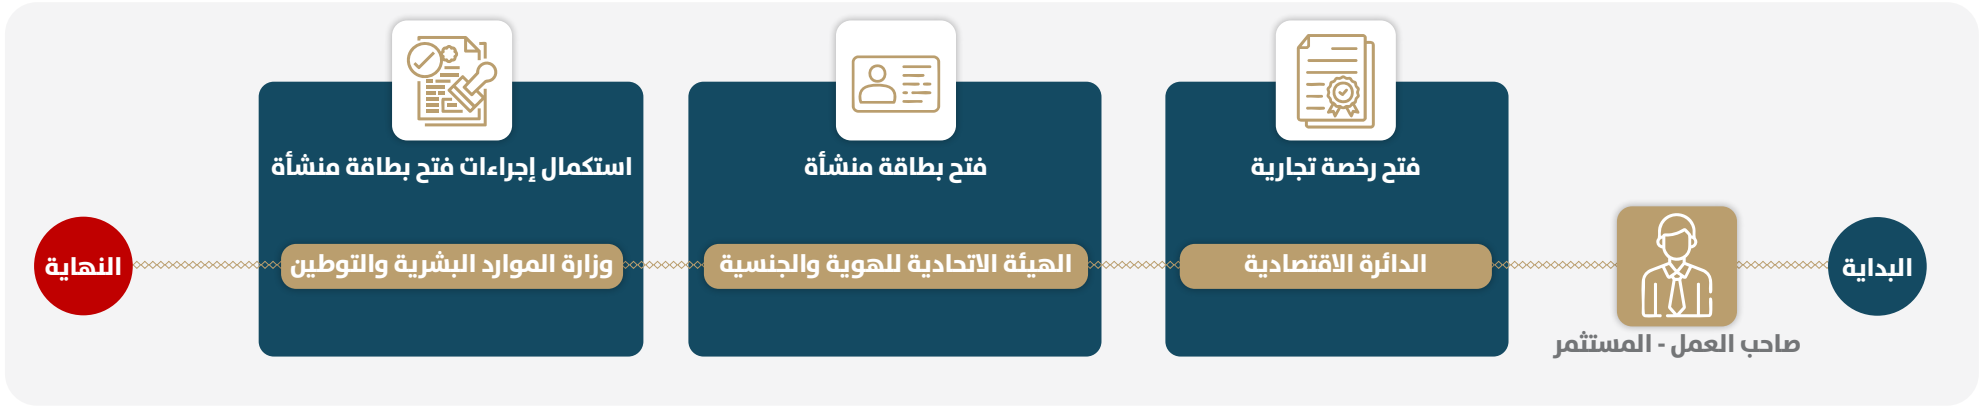 البداية
صاحب العمل - المستثمر
فتح رخصة تجارية
الدائرة الاقتصادية
فتح بطاقة منشأة
الهيئة الاتحادية للهوية والجنسية
استكمال إجراءات فتح بطاقة منشأة
وزارة الموارد البشرية والتوطين
النهاية